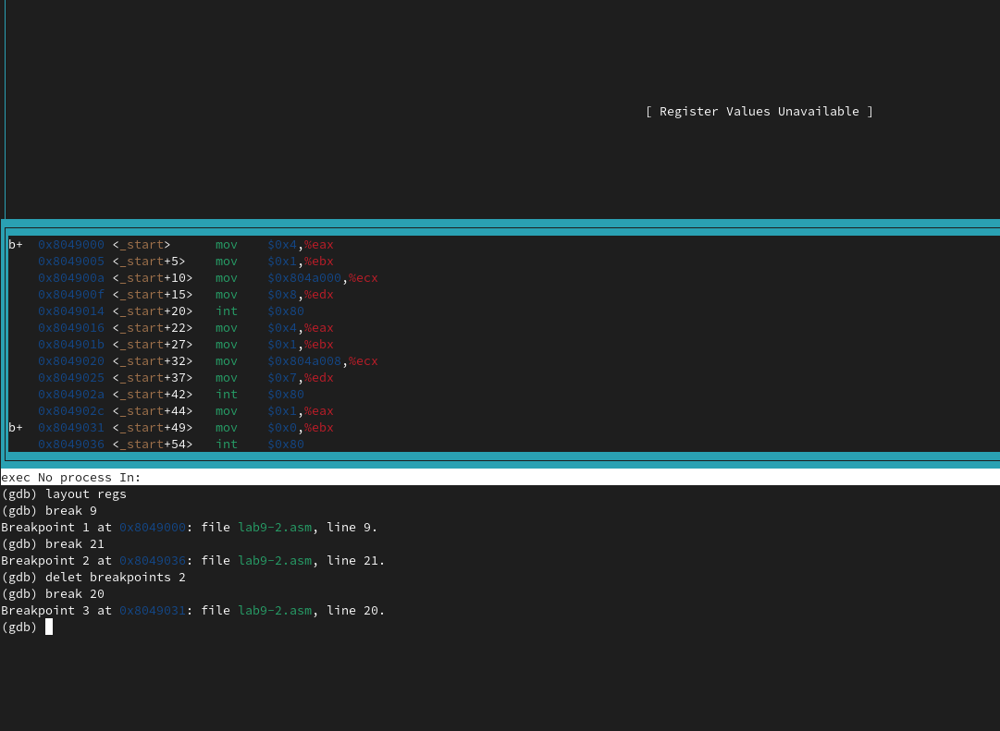 [ Register Values Unavailable ]
b+ 0x8049000 <_start> mov $0x4,%eax
0x8049005 <_start+5> mov $0x1,%ebx
0x804900a <_start+10> mov $0x804a000,%ecx
0x804900f <_start+15> mov $0x8,%edx
0x8049014 <_start+20> int $0x80
0x8049016 <_start+22> mov $0x4,%eax
0x804901b <_start+27> mov $0x1,%ebx
0x8049020 <_start+32> mov $0x804a008,%ecx
0x8049025 <_start+37> mov $0x7,%edx
0x804902a <_start+42> int $0x80
0x804902c <_start+44> mov $0x1,%eax
b+ 0x8049031 <_start+49> mov $0x0,%ebx
0x8049036 <_start+54> int $0x80
exec No process In:
(gdb) layout regs
(gdb) break 9
Breakpoint 1 at 0x8049000: file lab9-2.asm, line 9.
(gdb) break 21
Breakpoint 2 at 0x8049036: file lab9-2.asm, line 21.
(gdb) delet breakpoints 2
(gdb) break 20
Breakpoint 3 at 0x8049031: file lab9-2.asm, line 20.
(gdb)